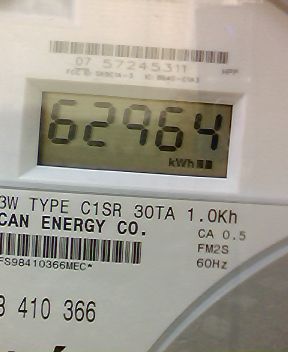 07 57245311
62964
kWh
3W TYPE C1SR 30TA 1.0Kh
CAN ENERGY CO.
CA 0.5
FM2S
FS98410366MEC*
60Hz
8 410 366